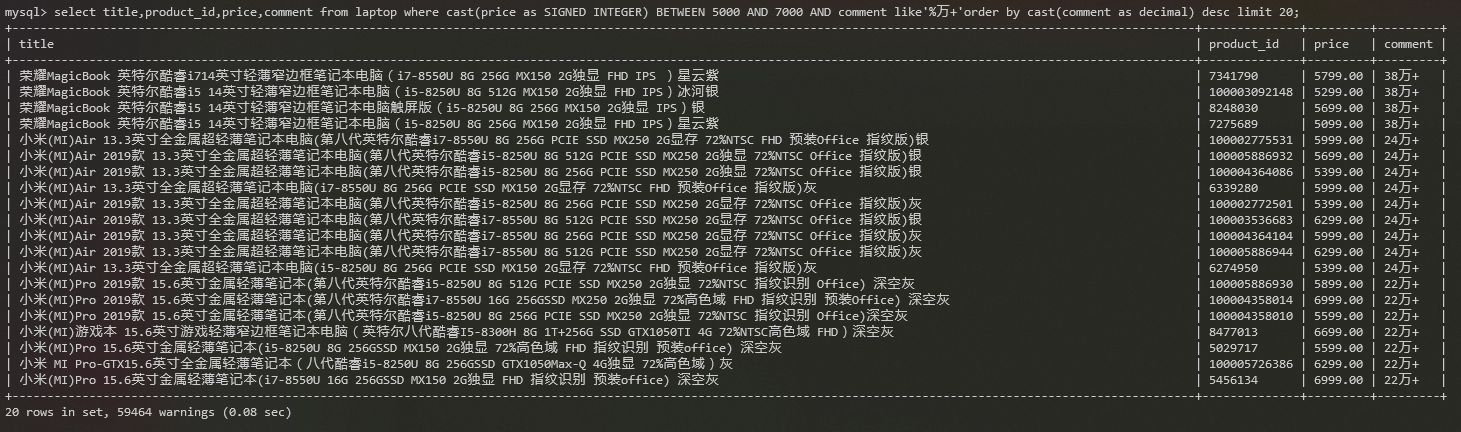 mysql> select title,product_id,price,comment from laptop where cast(price as SIGNED INTEGER) BETWEEN 5000 AND 7000 AND comment like'%万+'order by cast(comment as decimal) desc limit 20;
| title | product_id | price | comment |
| 荣耀MagicBook 英特尔酷睿i714英寸轻薄窄边框笔记本电脑（i7-8550U 8G 256G MX150 2G独显 FHD IPS ）星云紫 | 7341790 | 5799.00 | 38万+ |
| 荣耀MagicBook 英特尔酷睿i5 14英寸轻薄窄边框笔记本电脑（i5-8250U 8G 512G MX150 2G独显 FHD IPS）冰河银 | 100003092148 | 5299.00 | 38万+ |
| 荣耀MagicBook 英特尔酷睿i5 14英寸轻薄窄边框笔记本电脑触屏版（i5-8250U 8G 256G MX150 2G独显 IPS）银 | 8248030 | 5699.00 | 38万+ |
| 荣耀MagicBook 英特尔酷睿i5 14英寸轻薄窄边框笔记本电脑（i5-8250U 8G 256G MX150 2G独显 FHD IPS）星云紫 | 7275689 | 5099.00 | 38万+ |
| 小米(MI)Air 13.3英寸全金属超轻薄笔记本电脑(第八代英特尔酷睿i7-8550U 8G 256G PCIE SSD MX250 2G显存 72%NTSC FHD 预装Office 指纹版)银 | 100002775531 | 5999.00 | 24万+ |
| 小米(MI)Air 2019款 13.3英寸全金属超轻薄笔记本电脑(第八代英特尔酷睿i5-8250U 8G 512G PCIE SSD MX250 2G独显 72%NTSC Office 指纹版)银 | 100005886932 | 5699.00 | 24万+ |
| 小米(MI)Air 2019款 13.3英寸全金属超轻薄笔记本电脑(第八代英特尔酷睿i5-8250U 8G 256G PCIE SSD MX250 2G独显 72%NTSC Office 指纹版)银 | 100004364086 | 5399.00 | 24万+ |
| 小米(MI)Air 13.3英寸全金属超轻薄笔记本电脑(i7-8550U 8G 256G PCIE SSD MX150 2G显存 72%NTSC FHD 预装Office 指纹版)灰 | 6339280 | 5999.00 | 24万+ |
| 小米(MI)Air 2019款 13.3英寸全金属超轻薄笔记本电脑(第八代英特尔酷睿i5-8250U 8G 256G PCIE SSD MX250 2G显存 72%NTSC Office 指纹版)灰 | 100002772501 | 5399.00 | 24万+ |
| 小米(MI)Air 2019款 13.3英寸全金属超轻薄笔记本电脑(第八代英特尔酷睿i7-8550U 8G 512G PCIE SSD MX250 2G显存 72%NTSC Office 指纹版)银 | 100003536683 | 6299.00 | 24万+ |
| 小米(MI)Air 2019款 13.3英寸全金属超轻薄笔记本电脑(第八代英特尔酷睿i7-8550U 8G 256G PCIE SSD MX250 2G显存 72%NTSC Office 指纹版)灰 | 100004364104 | 5999.00 | 24万+ |
| 小米(MI)Air 2019款 13.3英寸全金属超轻薄笔记本电脑(第八代英特尔酷睿i7-8550U 8G 512G PCIE SSD MX250 2G显存 72%NTSC Office 指纹版)灰 | 100005886944 | 6299.00 | 24万+ |
| 小米(MI)Air 13.3英寸全金属超轻薄笔记本电脑(i5-8250U 8G 256G PCIE SSD MX150 2G显存 72%NTSC FHD 预装Office 指纹版)灰 | 6274950 | 5399.00 | 24万+ |
| 小米(MI)Pro 2019款 15.6英寸金属轻薄笔记本(第八代英特尔酷睿i5-8250U 8G 512G PCIE SSD MX250 2G独显 72%NTSC 指纹识别 Office) 深空灰 | 100005886930 | 5899.00 | 22万+ |
| 小米(MI)Pro 2019款 15.6英寸金属轻薄笔记本(第八代英特尔酷睿i7-8550U 16G 256GSSD MX250 2G独显 72%高色域 FHD 指纹识别 预装Office) 深空灰 | 100004358014 | 6999.00 | 22万+ |
| 小米(MI)Pro 2019款 15.6英寸金属轻薄笔记本(第八代英特尔酷睿i5-8250U 8G 256G PCIE SSD MX250 2G独显 72%NTSC 指纹识别 Office)深空灰 | 100004358010 | 5599.00 | 22万+ |
| 小米(MI)游戏本 15.6英寸游戏轻薄窄边框笔记本电脑（英特尔八代酷睿I5-8300H 8G 1T+256G SSD GTX1050TI 4G 72%NTSC高色域 FHD）深空灰 | 8477013 | 6699.00 | 22万+ |
| 小米(MI)Pro 15.6英寸金属轻薄笔记本(i5-8250U 8G 256GSSD MX150 2G独显 72%高色域 FHD 指纹识别 预装office) 深空灰 | 5029717 | 5599.00 | 22万+ |
| 小米 MI Pro-GTX15.6英寸全金属轻薄笔记本（八代酷睿i5-8250U 8G 256GSSD GTX1050Max-Q 4G独显 72%高色域）灰 | 100005726386 | 6299.00 | 22万+ |
| 小米(MI)Pro 15.6英寸金属轻薄笔记本(i7-8550U 16G 256GSSD MX150 2G独显 FHD 指纹识别 预装office) 深空灰 | 5456134 | 6999.00 | 22万+ |
20 rows in set, 59464 warnings (0.08 sec)